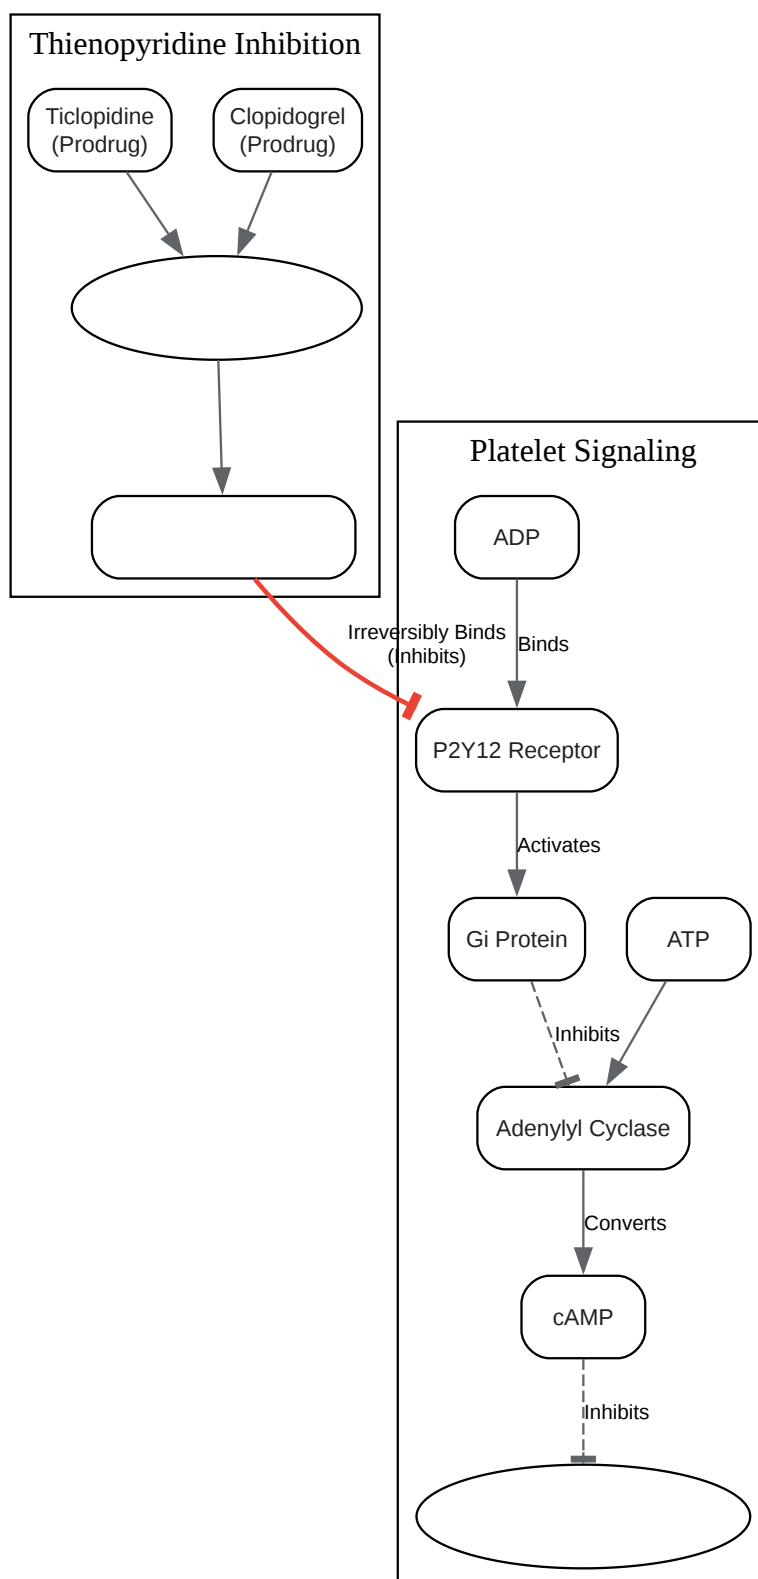 Thienopyridine Inhibition
Ticlopidine
(Prodrug)
Clopidogrel
(Prodrug)
Platelet Signaling
ADP
Irreversibly Binds
(Inhibits)
Binds
P2Y12 Receptor
Activates
Gi Protein
ATP
Inhibits
Adenylyl Cyclase
Converts
cAMP
Inhibits